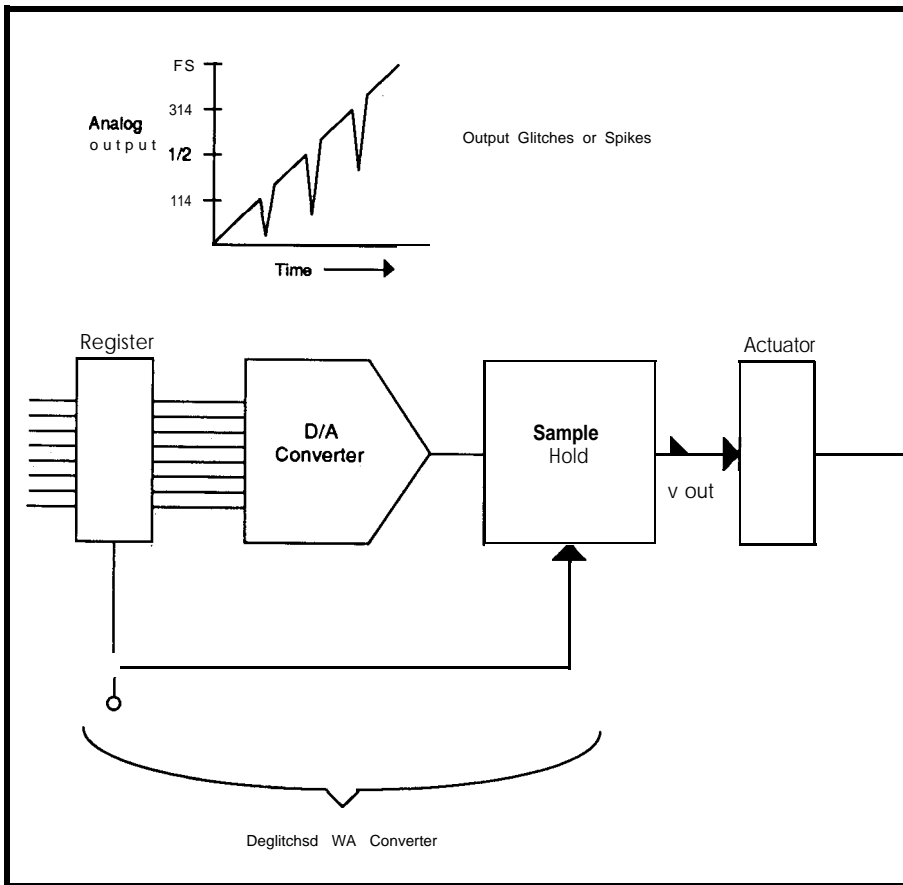 FS
314
Analog
output
1/2
114
Output Glitches or Spikes
Time
Register
Actuator
D/A
Converter
Sample
Hold
v out
Deglitchsd WA Converter